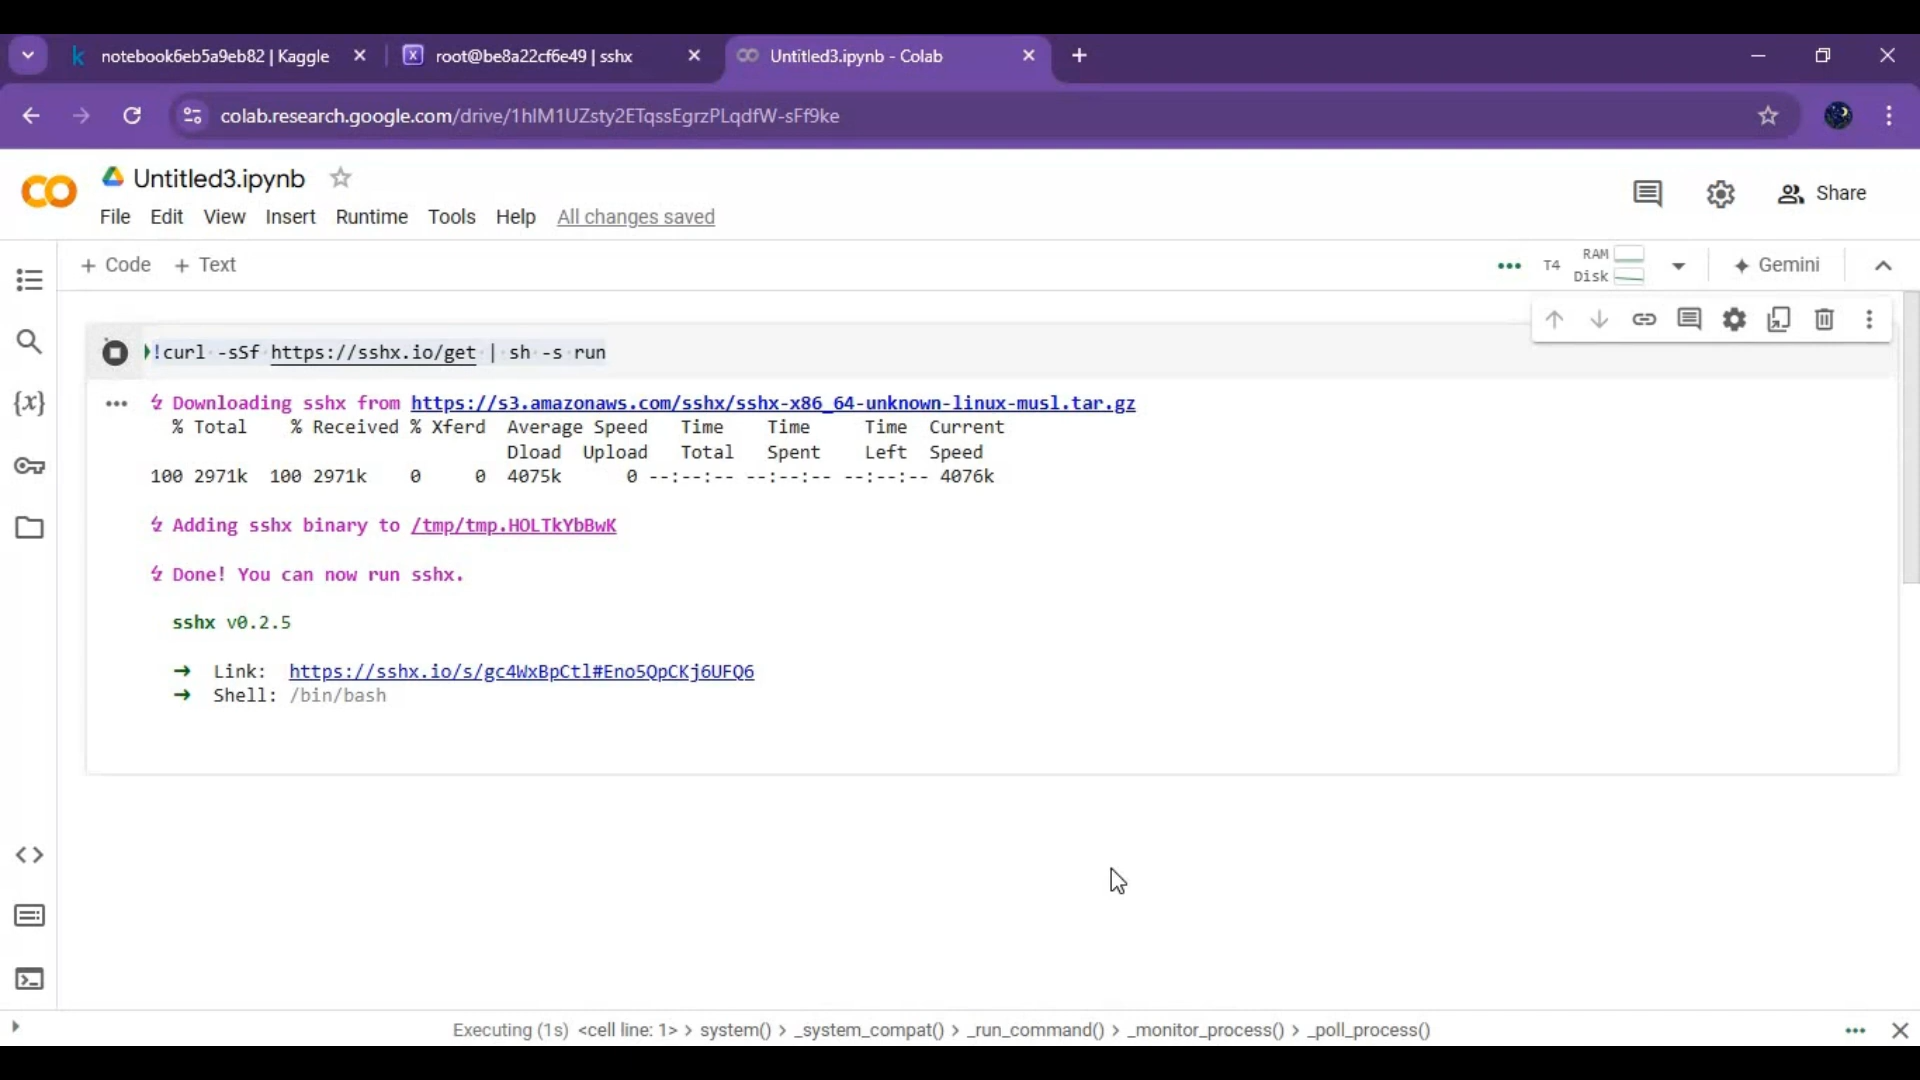 notebook6eb5a9eb82 | Kaggle
root@be8a22cf6e49 | sshx
Untitled3.ipynb - Colab
colab.research.google.com/drive/1hlM1UZsty2ETqssEgrzPLqdfW-sFf9ke
Untitled3.ipynb
File Edit View Insert Runtime Tools Help All changes saved
Share
+ Code + Text
T4 RAM Disk
Gemini
!curl -sSf https://sshx.io/get | sh -s run
↯ Downloading sshx from https://s3.amazonaws.com/sshx/sshx-x86_64-unknown-linux-musl.tar.gz
% Total % Received % Xferd Average Speed Time Time Time Current
Dload Upload Total Spent Left Speed
100 2971k 100 2971k 0 0 4075k 0 --:--:-- --:--:-- --:--:-- 4076k
↯ Adding sshx binary to /tmp/tmp.HOLTkYbBwK
↯ Done! You can now run sshx.
sshx v0.2.5
➜ Link: https://sshx.io/s/gc4WxBpCtl#Eno5QpCKj6UFQ6
➜ Shell: /bin/bash
Executing (1s) <cell line: 1> > system() > _system_compat() > _run_command() > _monitor_process() > _poll_process()